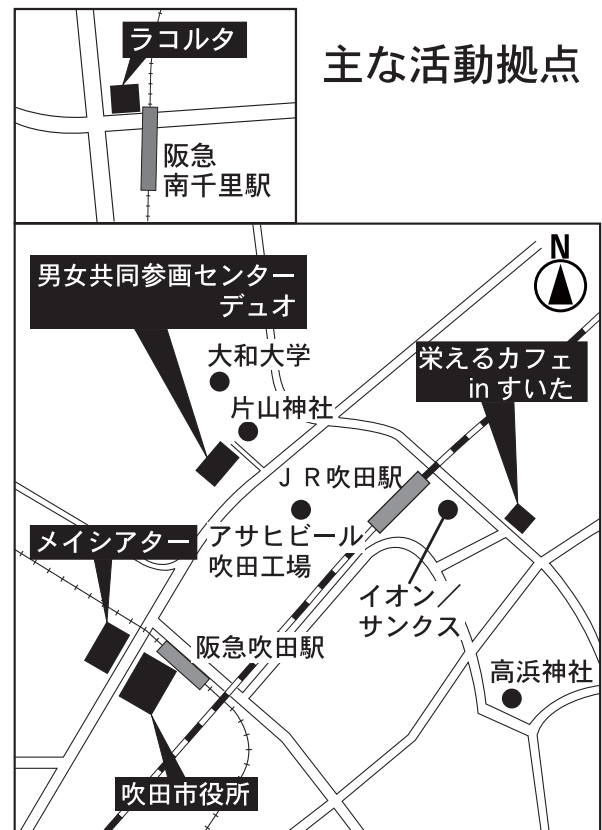 主な活動拠点
ラコルタ
阪急
南千里駅
N
男女共同参画センター
デュオ
大和大学
片山神社
栄えるカフェ
in すいた
JR吹田駅
アサヒビール
吹田工場
メイシアター
イオン／
サンクス
阪急吹田駅
高浜神社
吹田市役所